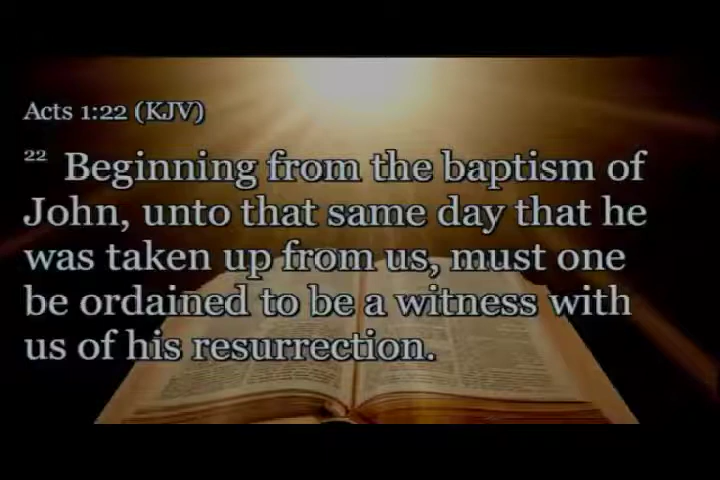 Acts 1:22 (KJV)
22 Beginning from the baptism of
John, unto that same day that he
was taken up from us, must one
be ordained to be a witness with
us of his resurrection.